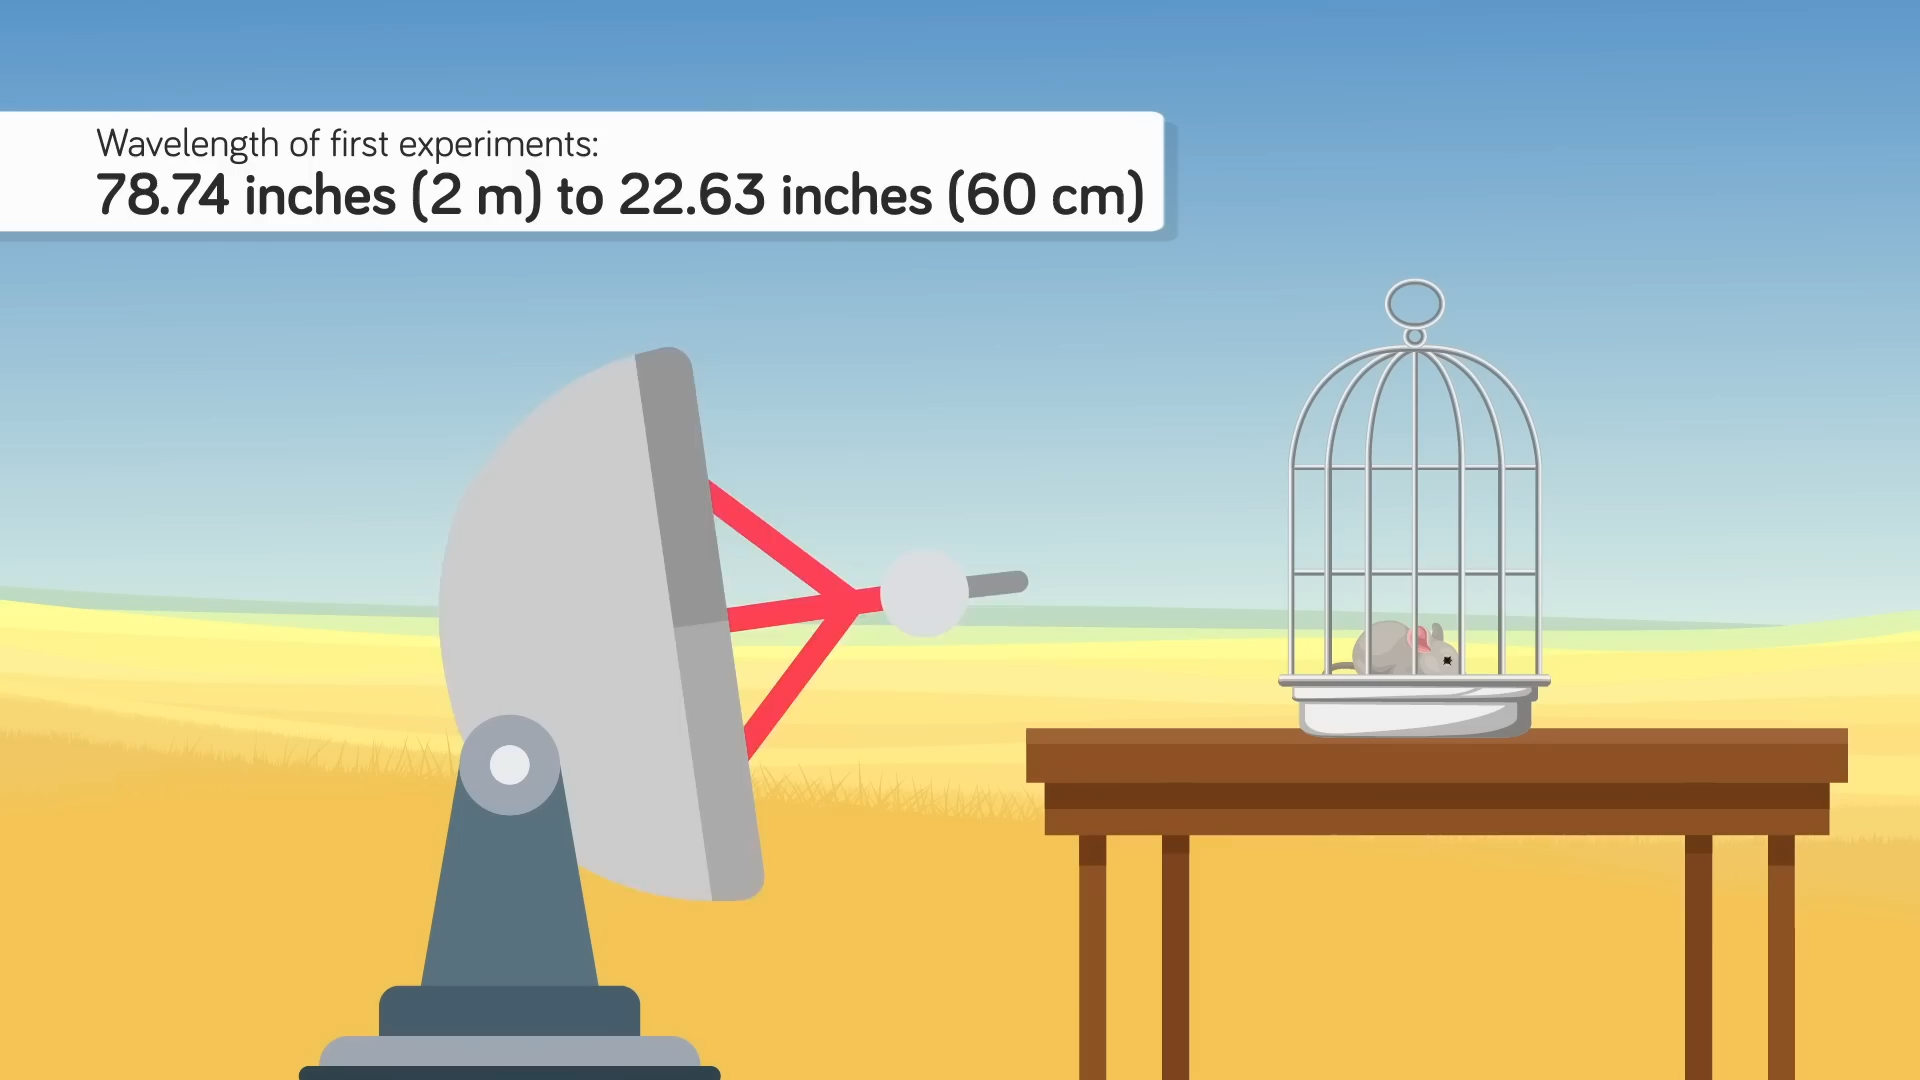 Wavelength of first experiments:
78.74 inches (2 m) to 22.63 inches (60 cm)